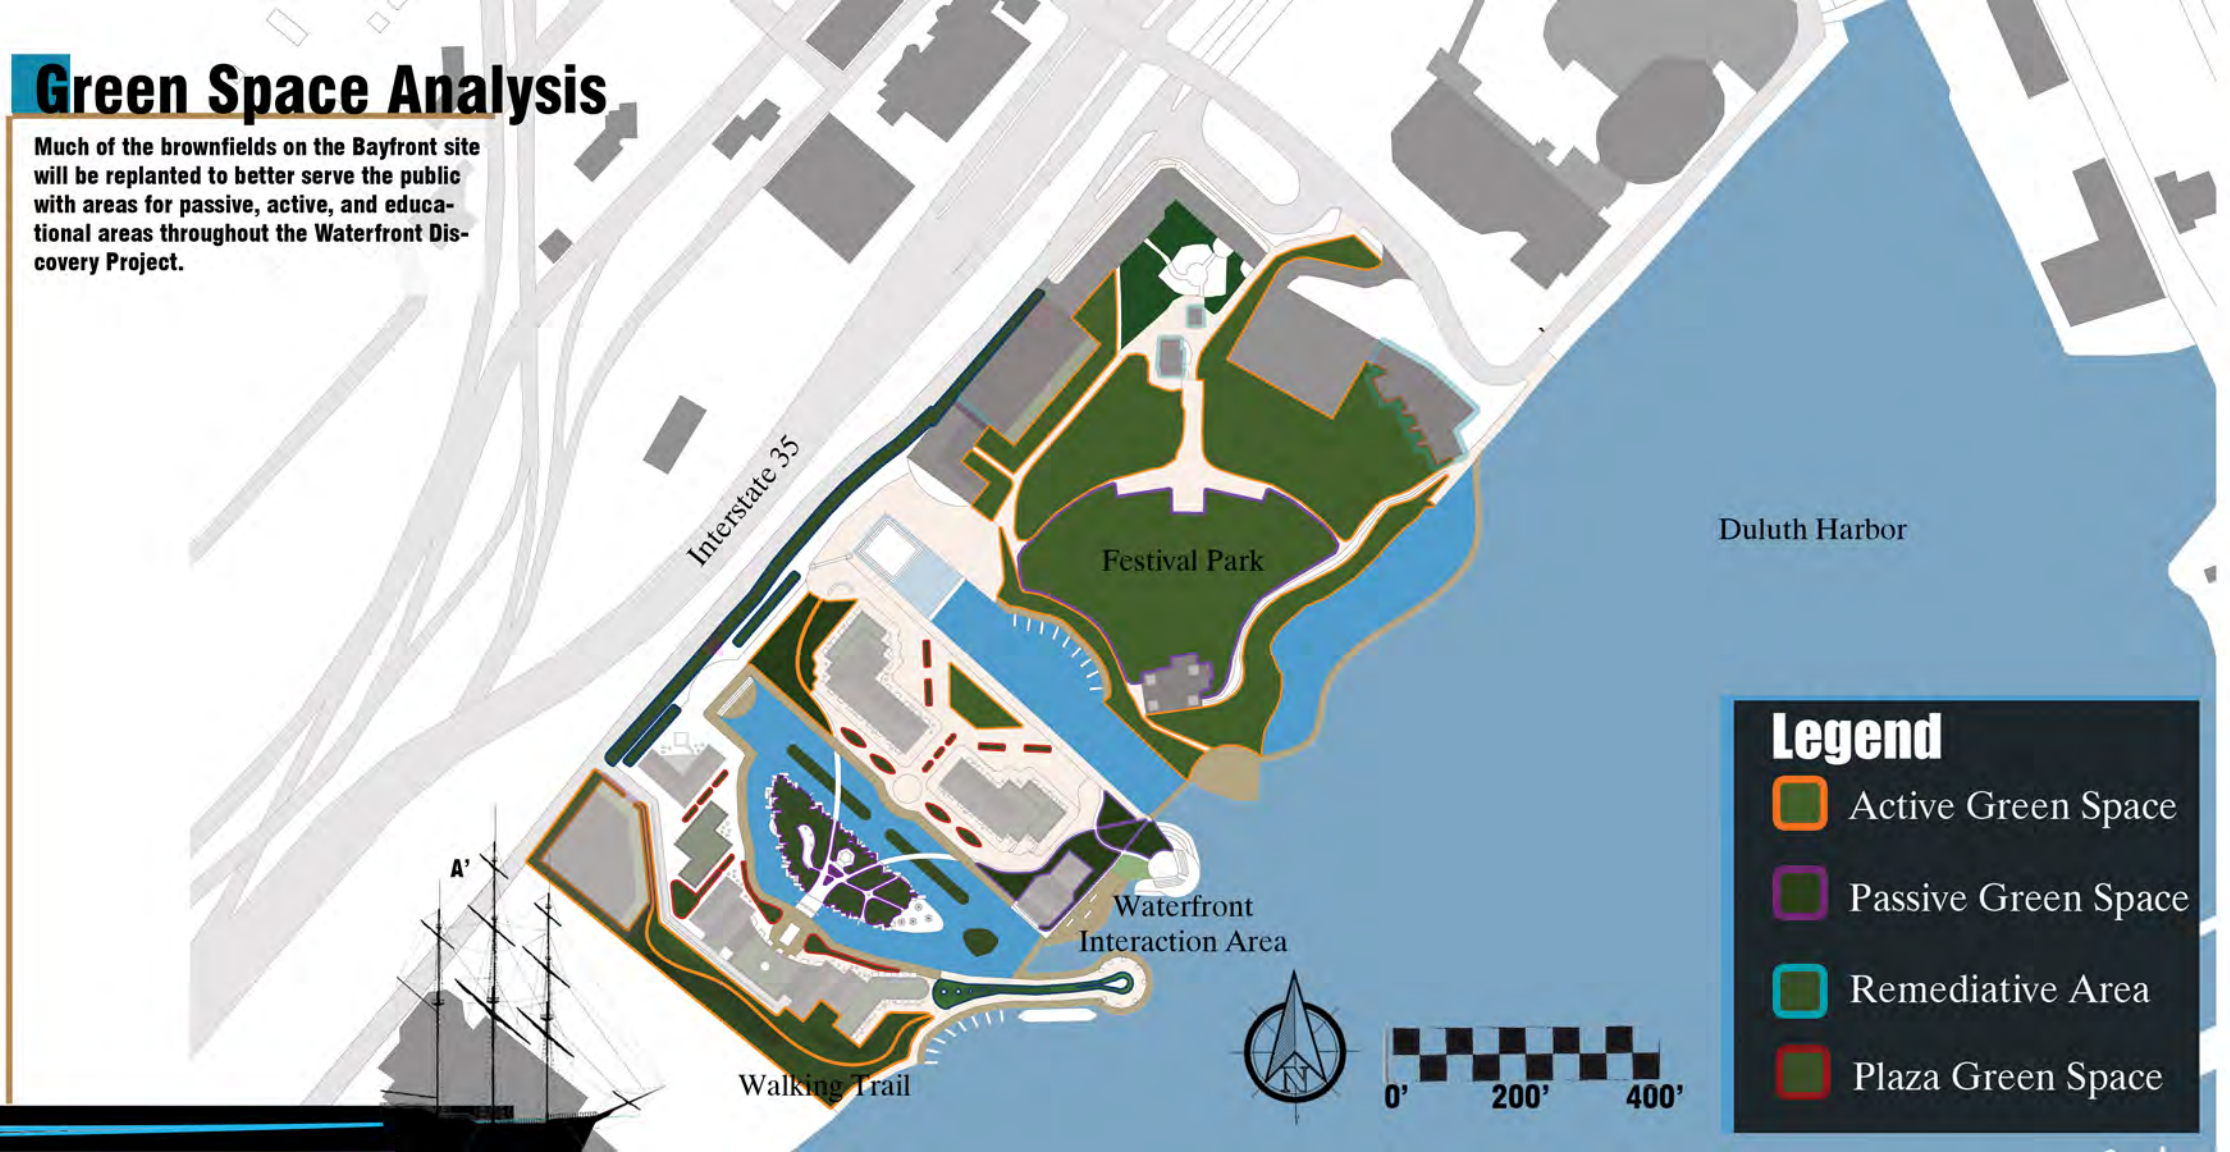 Green Space Analysis
Much of the brownfields on the Bayfront site
will be replanted to better serve the public
with areas for passive, active, and educa-
tional areas throughout the Waterfront Dis-
covery Project.
Interstate 35
Festival Park
Duluth Harbor
A'
Waterfront
Interaction Area
Walking Trail
N
0' 200' 400'
Legend
Active Green Space
Passive Green Space
Remediative Area
Plaza Green Space